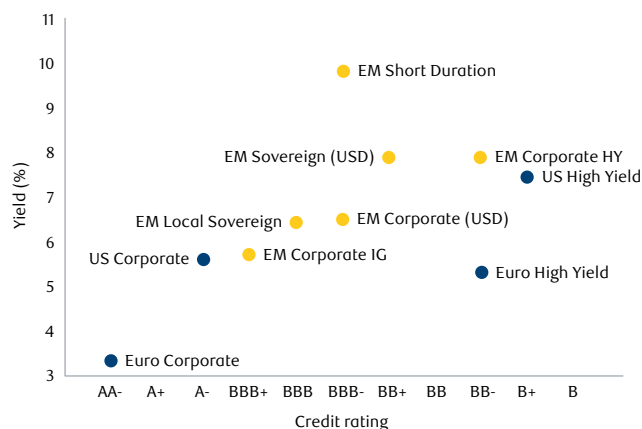 11
10
9
8
7
6
5
4
3
Yield (%)
EM Short Duration
EM Sovereign (USD)
EM Corporate HY
US High Yield
EM Local Sovereign
EM Corporate (USD)
US Corporate
EM Corporate IG
Euro High Yield
Euro Corporate
AA- A+ A- BBB+ BBB BBB- BB+ BB BB- B+ B
Credit rating